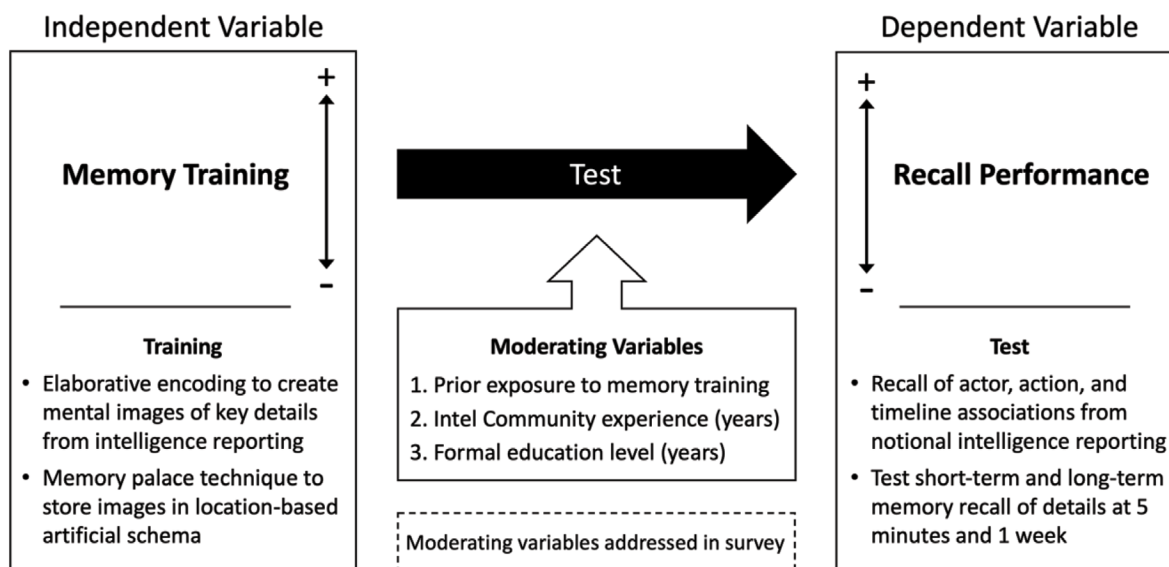 Independent Variable
+
Memory Training
-
Training
• Elaborative encoding to create
mental images of key details
from intelligence reporting
• Memory palace technique to
store images in location-based
artificial schema
Test
Moderating Variables
1. Prior exposure to memory training
2. Intel Community experience (years)
3. Formal education level (years)
Moderating variables addressed in survey
Dependent Variable
+
Recall Performance
-
Test
• Recall of actor, action, and
timeline associations from
notional intelligence reporting
• Test short-term and long-term
memory recall of details at 5
minutes and 1 week